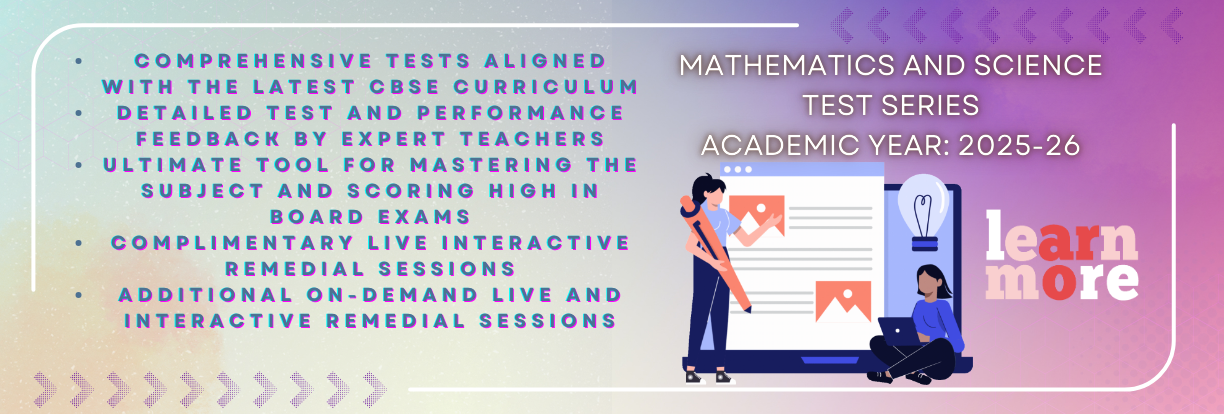 • COMPREHENSIVE TESTS ALIGNED
WITH THE LATEST CBSE CURRICULUM
• DETAILED TEST AND PERFORMANCE
FEEDBACK BY EXPERT TEACHERS
• ULTIMATE TOOL FOR MASTERING THE
SUBJECT AND SCORING HIGH IN
BOARD EXAMS
• COMPLIMENTARY LIVE INTERACTIVE
REMEDIAL SESSIONS
• ADDITIONAL ON-DEMAND LIVE AND
INTERACTIVE REMEDIAL SESSIONS
MATHEMATICS AND SCIENCE
TEST SERIES
ACADEMIC YEAR: 2025-26
learn
more